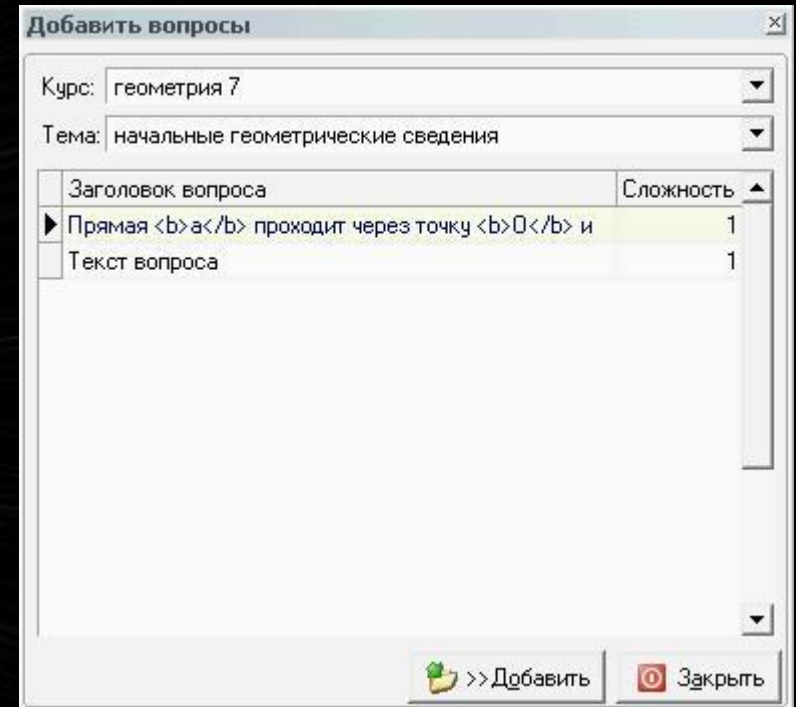 Добавить вопросы
Курс: геометрия 7
Тема: начальные геометрические сведения
Заголовок вопроса Сложность
Прямая <b>a</b> проходит через точку <b>O</b> и 1
Текст вопроса 1
>>Добавить Закрыть